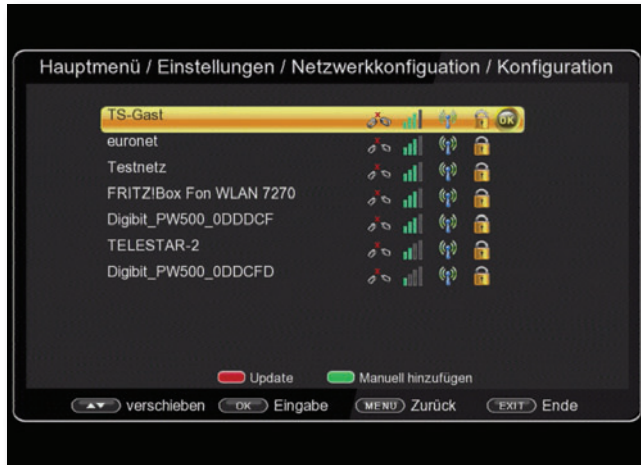 Hauptmenü / Einstellungen / Netzwerkkonfiguation / Konfiguration
TS-Gast OK
euronet
Testnetz
FRITZ!Box Fon WLAN 7270
Digibit_PW500_0DDDCF
TELESTAR-2
Digibit_PW500_0DDCFD
Update Manuell hinzufügen
verschieben OK Eingabe MENU Zurück EXIT Ende